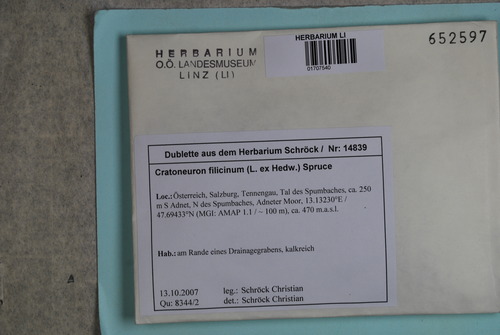 HERBARIUM
O.Ö. LANDESMUSEUM
LINZ (LI)
HERBARIUM LI
01707540
652597
Dublette aus dem Herbarium Schröck / Nr: 14839
Cratoneuron filicinum (L. ex Hedw.) Spruce
Loc.: Österreich, Salzburg, Tennengau, Tal des Spumbaches, ca. 250
m S Adnet, N des Spumbaches, Adneter Moor, 13.13230°E /
47.69433°N (MGI: AMAP 1.1 / ~ 100 m), ca. 470 m.a.s.l.
Hab.: am Rande eines Drainagegrabens, kalkreich
13.10.2007 leg.: Schröck Christian
Qu: 8344/2 det.: Schröck Christian